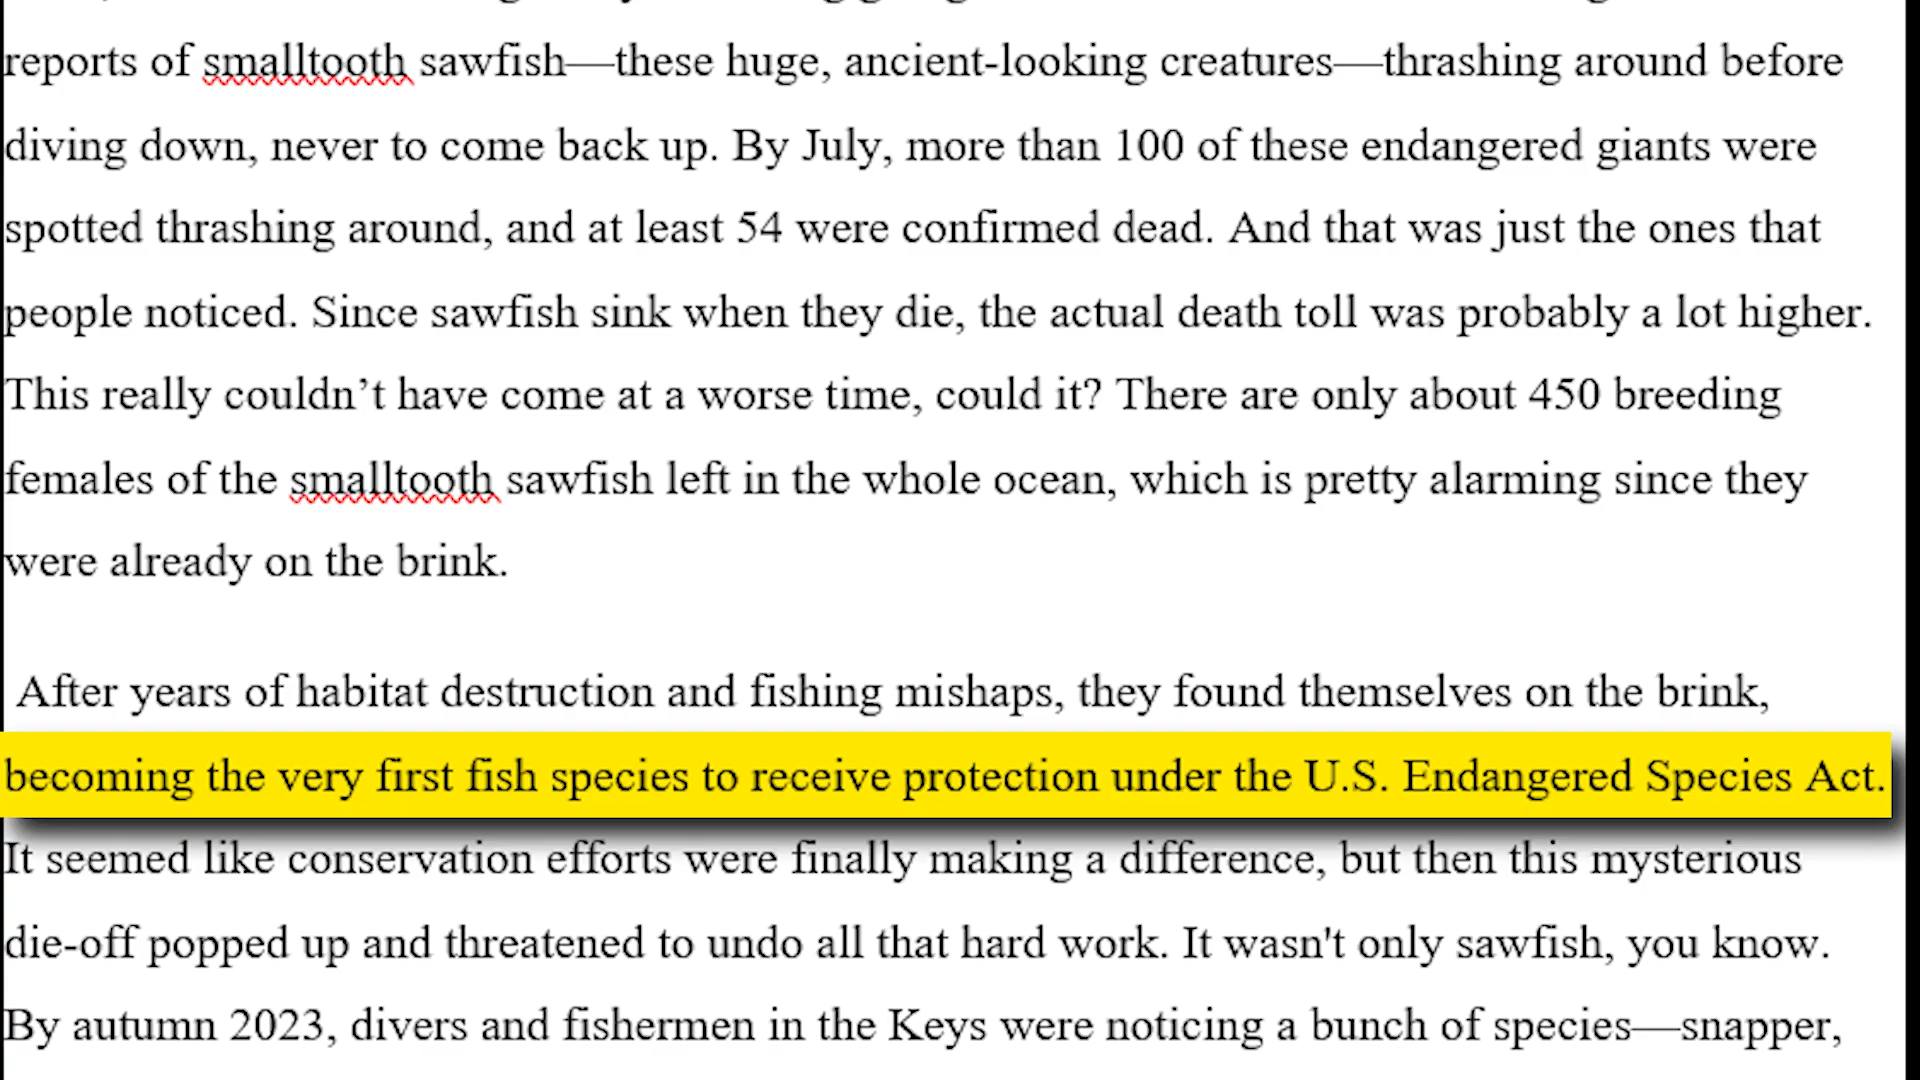 reports of smalltooth sawfish—these huge, ancient-looking creatures—thrashing around before
diving down, never to come back up. By July, more than 100 of these endangered giants were
spotted thrashing around, and at least 54 were confirmed dead. And that was just the ones that
people noticed. Since sawfish sink when they die, the actual death toll was probably a lot higher.
This really couldn’t have come at a worse time, could it? There are only about 450 breeding
females of the smalltooth sawfish left in the whole ocean, which is pretty alarming since they
were already on the brink.
After years of habitat destruction and fishing mishaps, they found themselves on the brink,
becoming the very first fish species to receive protection under the U.S. Endangered Species Act.
It seemed like conservation efforts were finally making a difference, but then this mysterious
die-off popped up and threatened to undo all that hard work. It wasn't only sawfish, you know.
By autumn 2023, divers and fishermen in the Keys were noticing a bunch of species—snapper,